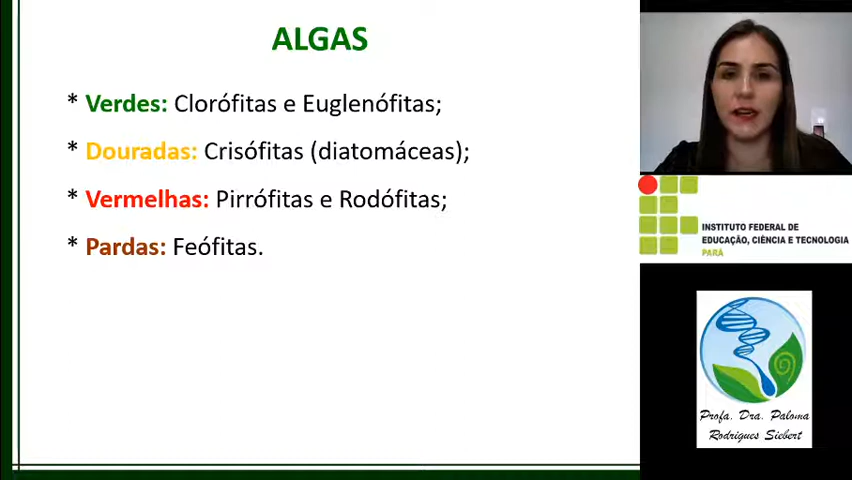 ALGAS
* Verdes: Clorófitas e Euglenófitas;
* Douradas: Crisófitas (diatomáceas);
* Vermelhas: Pirrófitas e Rodófitas;
* Pardas: Feófitas.
INSTITUTO FEDERAL DE
EDUCAÇÃO, CIÊNCIA E TECNOLOGIA
PARÁ
Profa. Dra. Paloma
Rodrigues Siebert